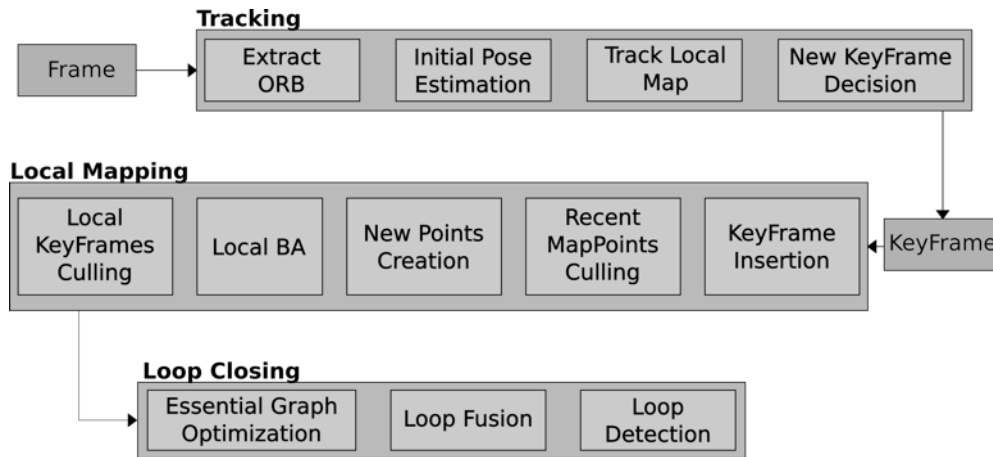 Tracking
Frame
Extract
ORB
Initial Pose
Estimation
Track Local
Map
New KeyFrame
Decision
Local Mapping
Local
KeyFrames
Culling
Local BA
New Points
Creation
Recent
MapPoints
Culling
KeyFrame
Insertion
KeyFrame
Loop Closing
Essential Graph
Optimization
Loop Fusion
Loop
Detection